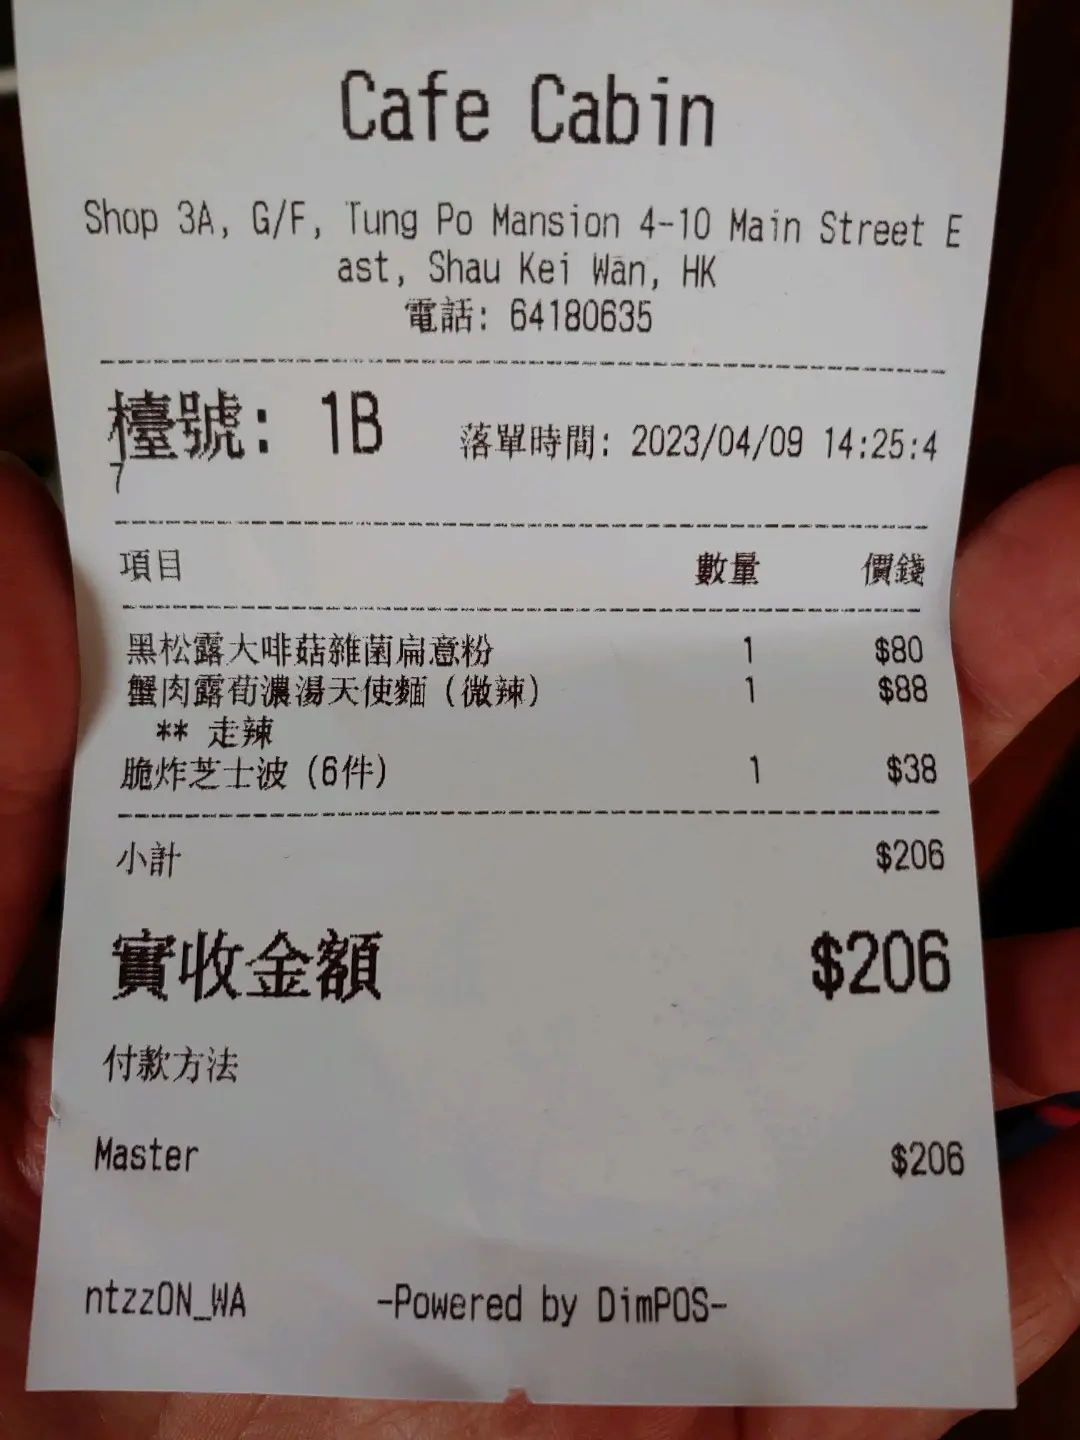 Cafe Cabin
Shop 3A, G/F, Tung Po Mansion 4-10 Main Street E
ast, Shau Kei Wan, HK
電話: 64180635
檯號: 1B 落單時間: 2023/04/09 14:25:4
7
項目 數量 價錢
黑松露大啡菇雜菌扁意粉 1 $80
蟹肉露荀濃湯天使麵 (微辣) 1 $88
** 走辣
脆炸芝士波 (6件) 1 $38
小計 $206
實收金額 $206
付款方法
Master $206
ntzzON_WA -Powered by DimPOS-